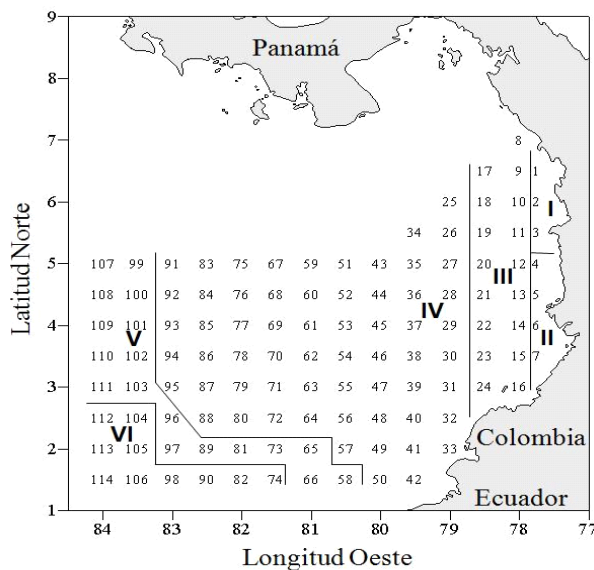 9
Panamá
8
8
7
17 9 1
6
25 18 10 2 I
34 26 19 11 3
5
107 99 91 83 75 67 59 51 43 35 27 20 12 4
III
108 100 92 84 76 68 60 52 44 36 28 21 13 5
IV
4
109 101 93 85 77 69 61 53 45 37 29 22 14 6
V
II
110 102 94 86 78 70 62 54 46 38 30 23 15 7
3
111 103 95 87 79 71 63 55 47 39 31 24 16
112 104 96 88 80 72 64 56 48 40 32
VI
Colombia
2
113 105 97 89 81 73 65 57 49 41 33
114 106 98 90 82 74 66 58 50 42
Ecuador
1
84 83 82 81 80 79 78 77
Longitud Oeste
Latitud Norte